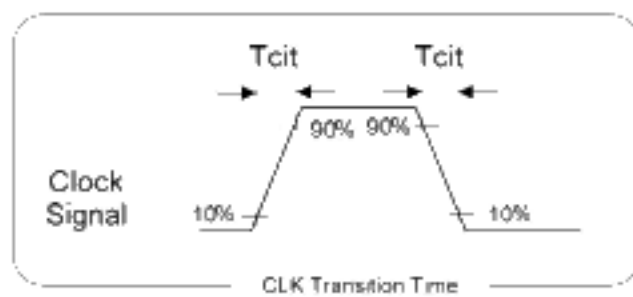 Tcit Tcit
90% 90%
Clock
Signal
10% 10%
CLK Transition Time